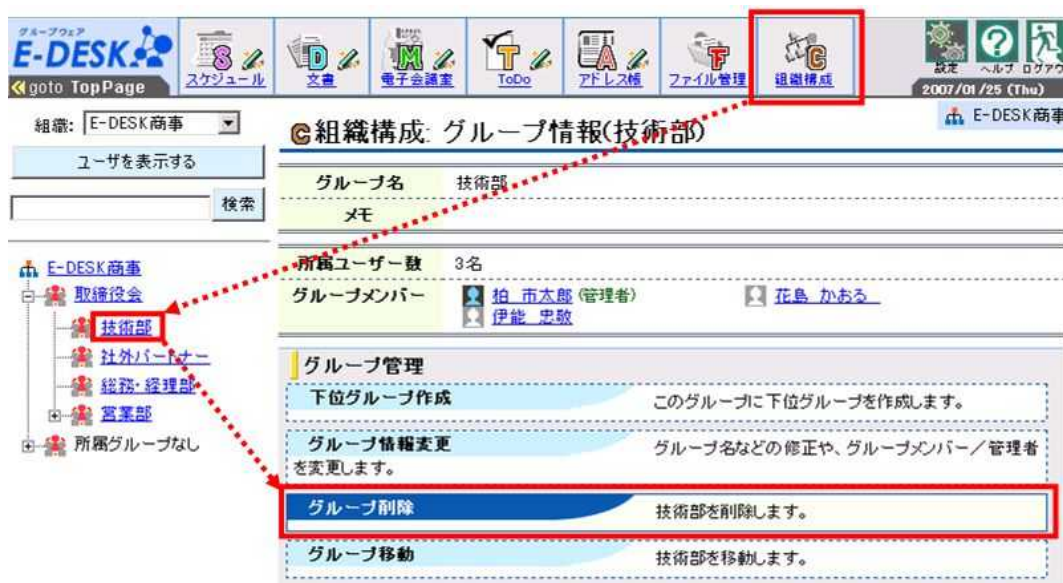 グループウェア
E-DESK
goto TopPage
スケジュール
文書
電子会議室
ToDo
アドレス帳
ファイル管理
組織構成
設定 ヘルプ ログアウ
2007/01/25 (Thu)
組織: E-DESK商事
E-DESK商事
ユーザを表示する
検索
組織構成: グループ情報(技術部)
グループ名 技術部
メモ
所属ユーザー数 3名
グループメンバー 柏 市太郎 (管理者) 花島 かおる
伊能 忠敬
E-DESK商事
取締役会
技術部
社外パートナー
総務・経理部
営業部
所属グループなし
グループ管理
下位グループ作成 このグループに下位グループを作成します。
グループ情報変更 グループ名などの修正や、グループメンバー/管理者
を変更します。
グループ削除 技術部を削除します。
グループ移動 技術部を移動します。